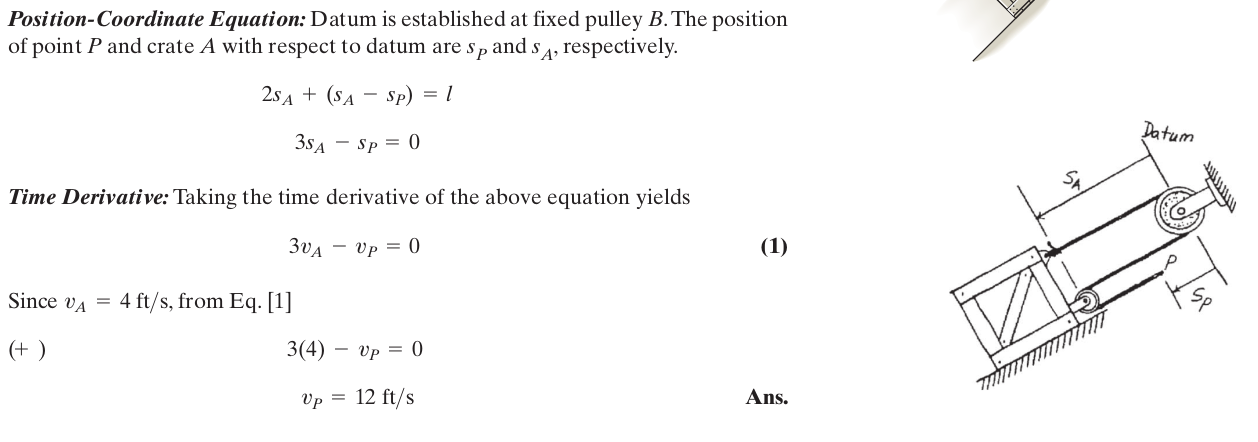 Position-Coordinate Equation: Datum is established at fixed pulley B. The position
of point P and crate A with respect to datum are s_P and s_A, respectively.
2s_A + (s_A − s_P) = l
3s_A − s_P = 0
Time Derivative: Taking the time derivative of the above equation yields
3v_A − v_P = 0 (1)
Since v_A = 4 ft/s, from Eq. [1]
(+ ) 3(4) − v_P = 0
v_P = 12 ft/s Ans.
Datum
S_A
P
S_P